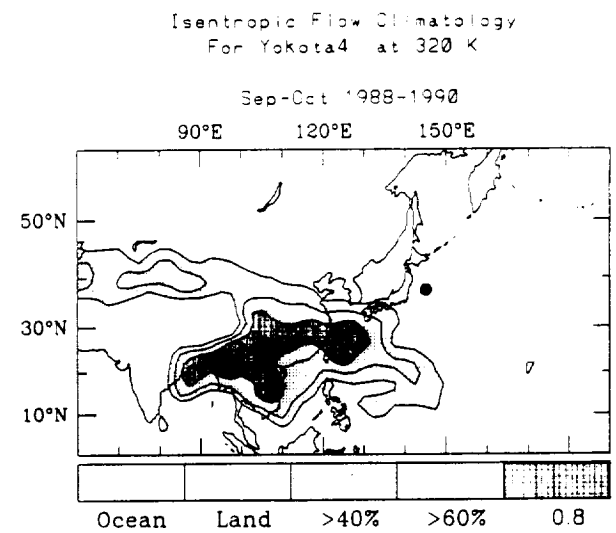 Isentropic Flow Climatology
For Yokota4 at 320 K
Sep-Oct 1988-1990
90°E 120°E 150°E
50°N
30°N
10°N
Ocean Land >40% >60% 0.8